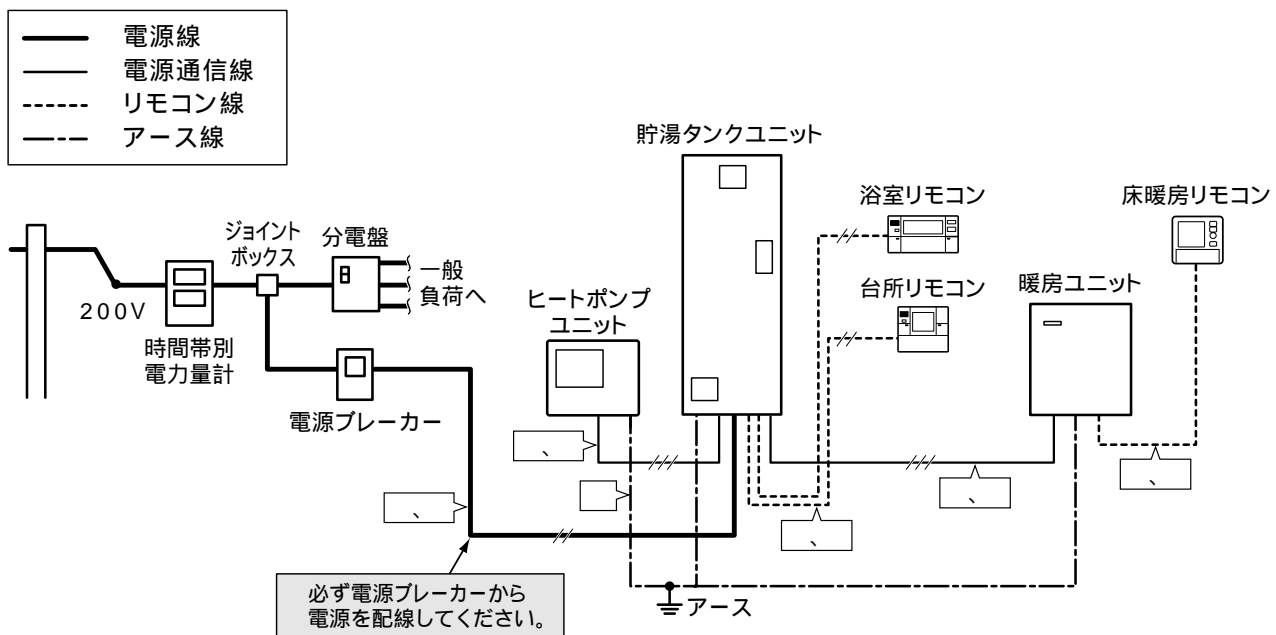 電源線
電源通信線
リモコン線
アース線
貯湯タンクユニット
浴室リモコン
床暖房リモコン
ジョイント
ボックス
分電盤
一般
負荷へ
200V
時間帯別
電力量計
ヒートポンプ
ユニット
台所リモコン
暖房ユニット
電源ブレーカー
、
、
、
、
、
必ず電源ブレーカーから
電源を配線してください。
アース